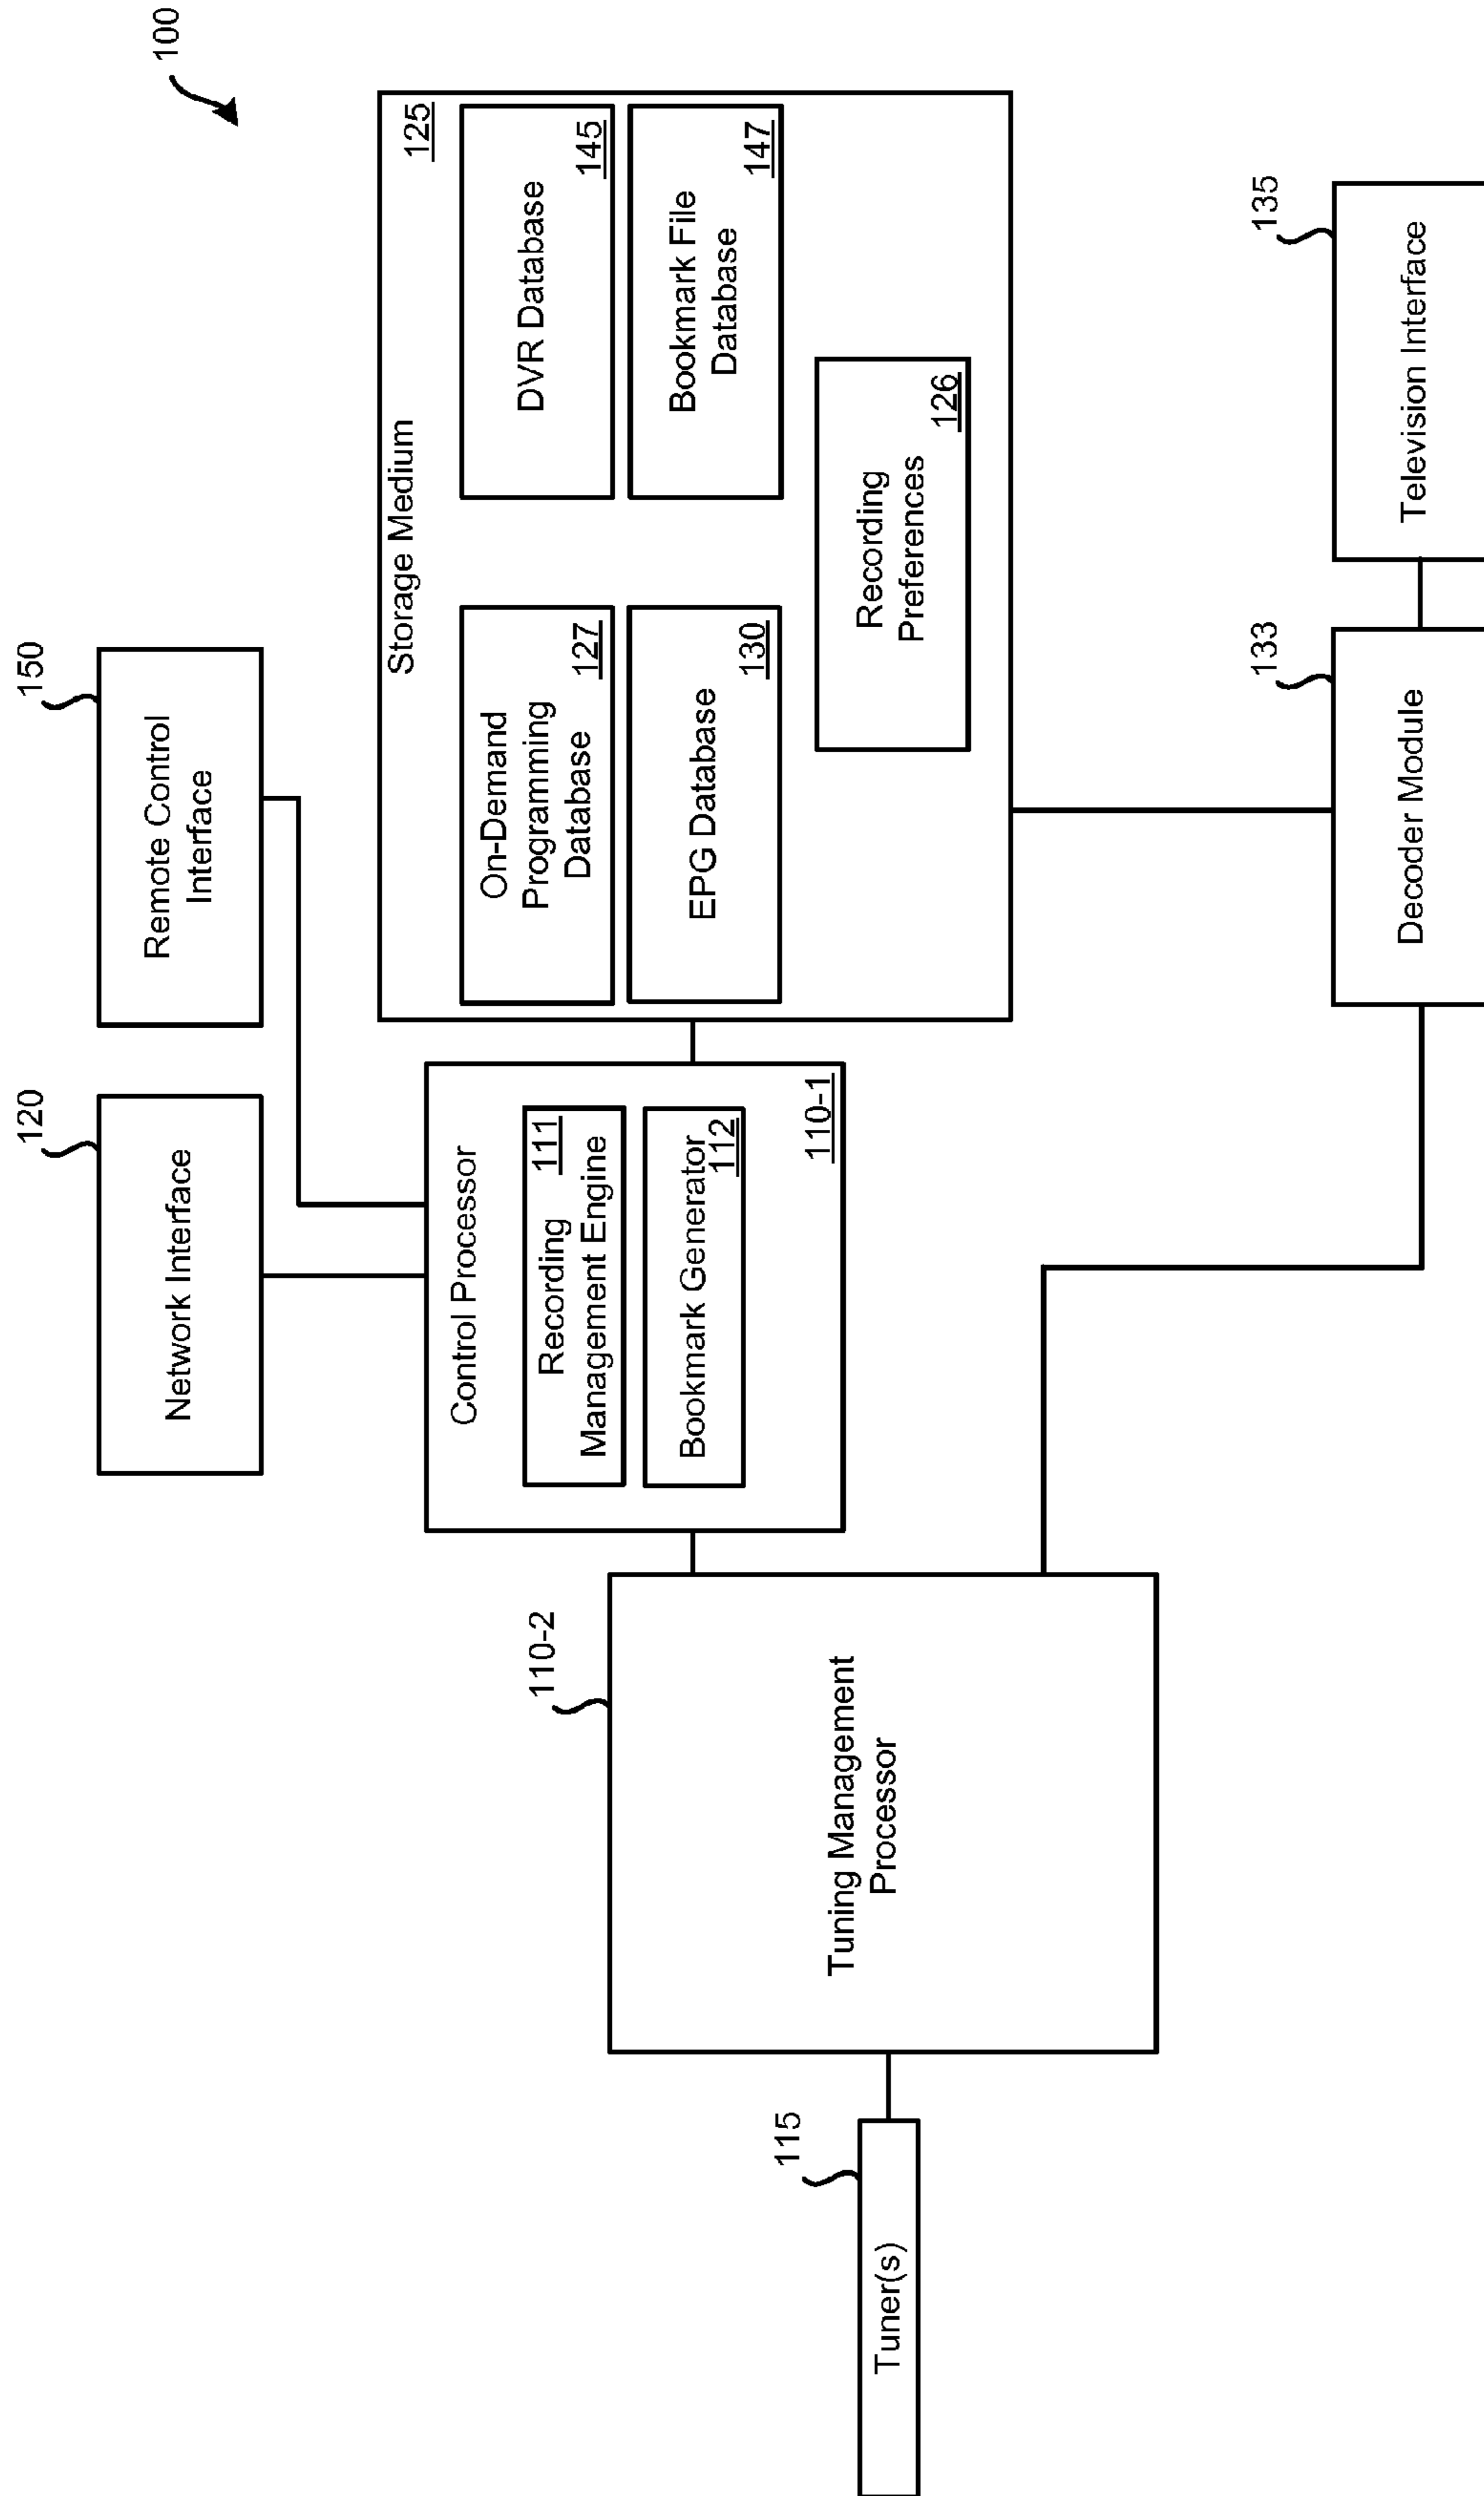 100
150
Remote Control
Interface
120
Network Interface
Storage Medium
125
On-Demand
Programming
Database
127
DVR Database
145
EPG Database
130
Bookmark File
Database
147
Recording
Preferences
126
Control Processor
Recording
111
Management Engine
Bookmark Generator
112
110-1
110-2
Tuning Management
Processor
115
Tuner(s)
133
Decoder Module
135
Television Interface